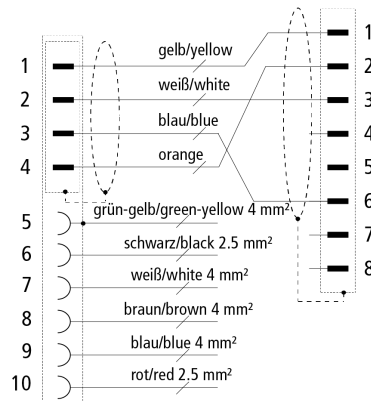 gelb/yellow
1
1
2
weiß/white
2
3
blau/blue
3
4
4
orange
5
grün-gelb/green-yellow 4 mm²
5
6
schwarz/black 2.5 mm²
6
7
weiß/white 4 mm²
7
8
braun/brown 4 mm²
8
blau/blue 4 mm²
9
rot/red 2.5 mm²
10